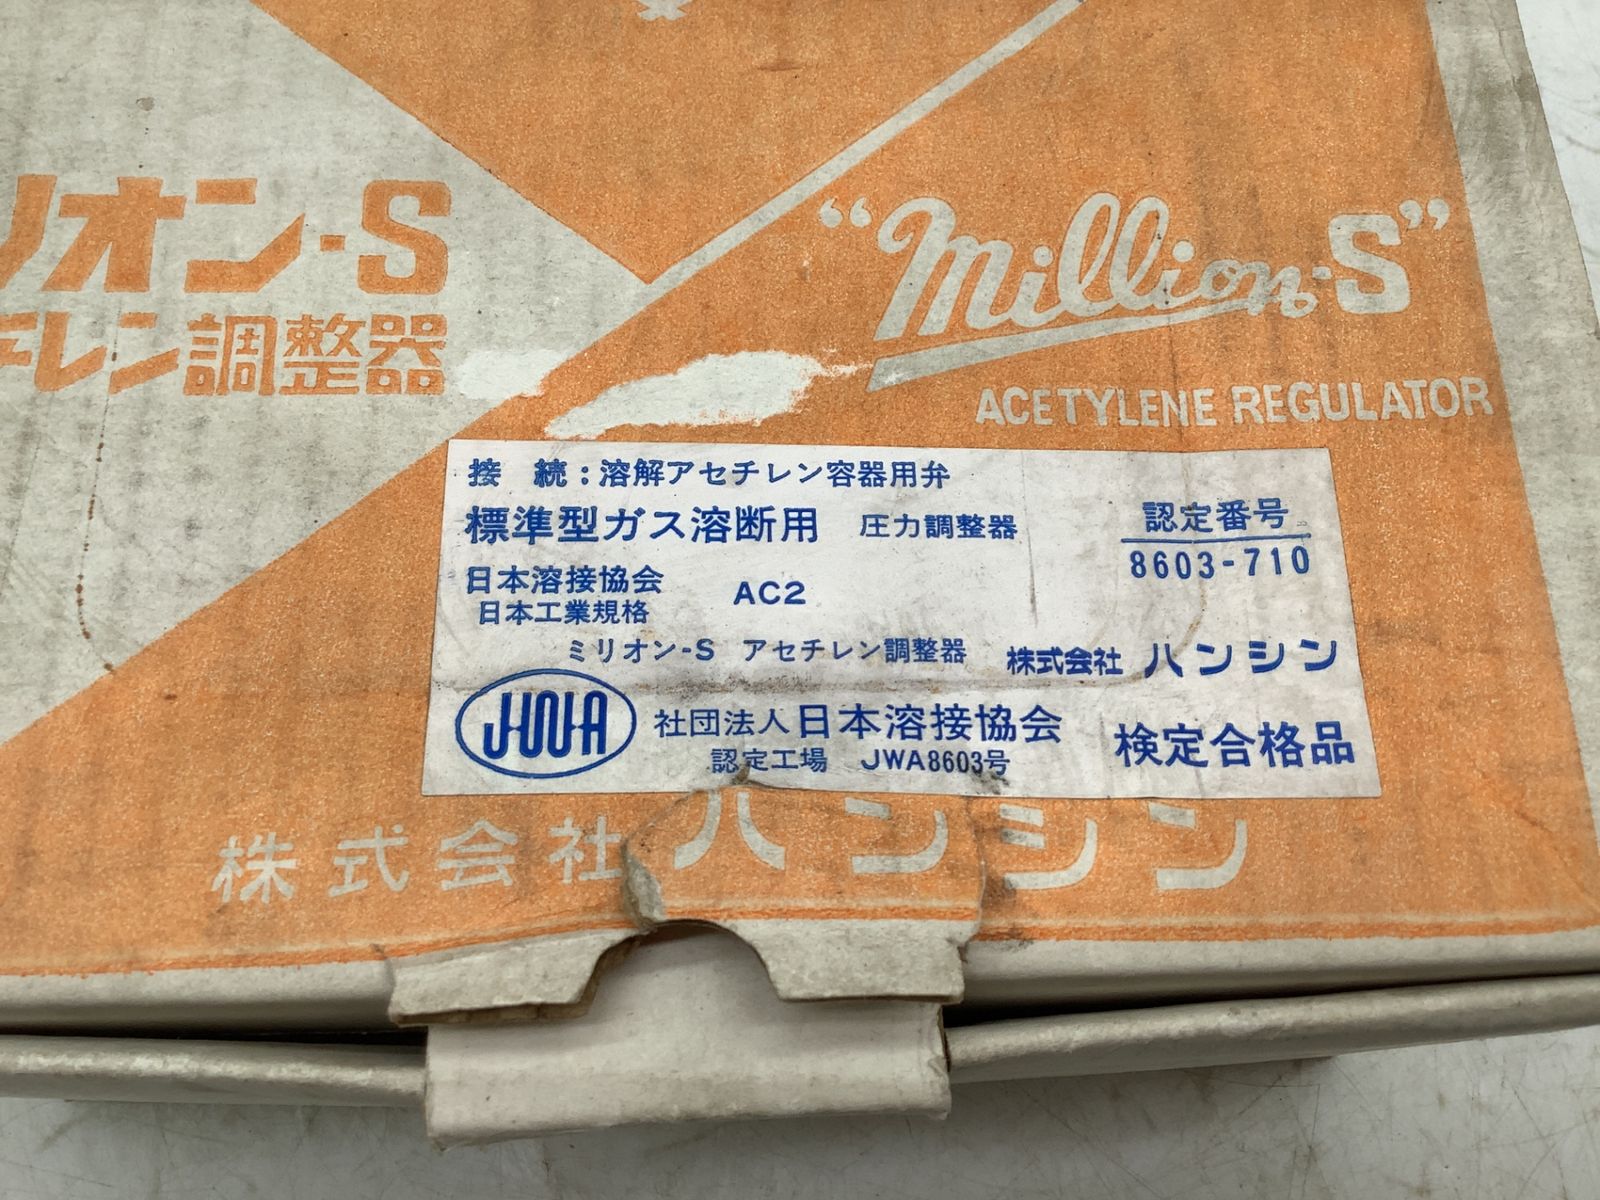 リオン-S
チレン調整器
“Million-S”
ACETYLENE REGULATOR
接 続：溶解アセチレン容器用弁
標準型ガス溶断用 圧力調整器
認定番号
8603-710
日本溶接協会
日本工業規格
AC2
ミリオン-S アセチレン調整器 株式会社 ハンシン
JWA 社団法人日本溶接協会
認定工場 JWA8603号
検定合格品
株式会社ハンシン